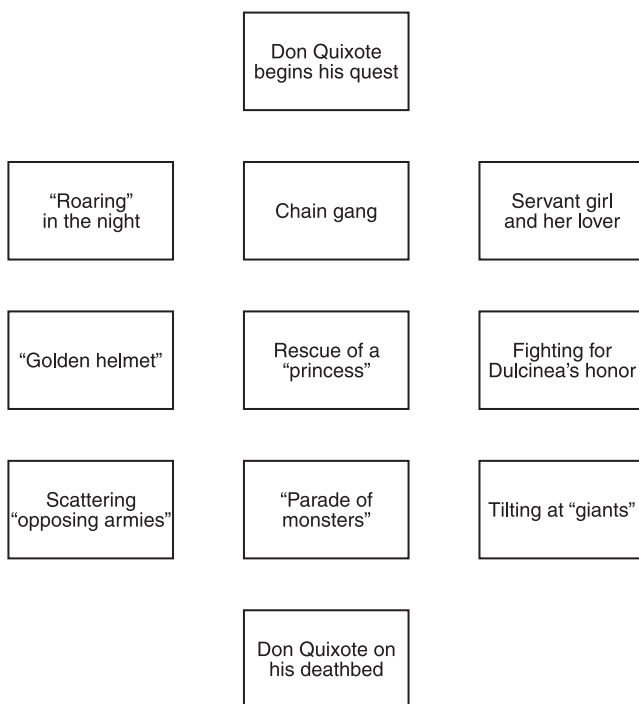 Don Quixote
begins his quest
“Roaring”
in the night
Chain gang
Servant girl
and her lover
“Golden helmet”
Rescue of a
“princess”
Fighting for
Dulcinea’s honor
Scattering
“opposing armies”
“Parade of
monsters”
Tilting at “giants”
Don Quixote on
his deathbed